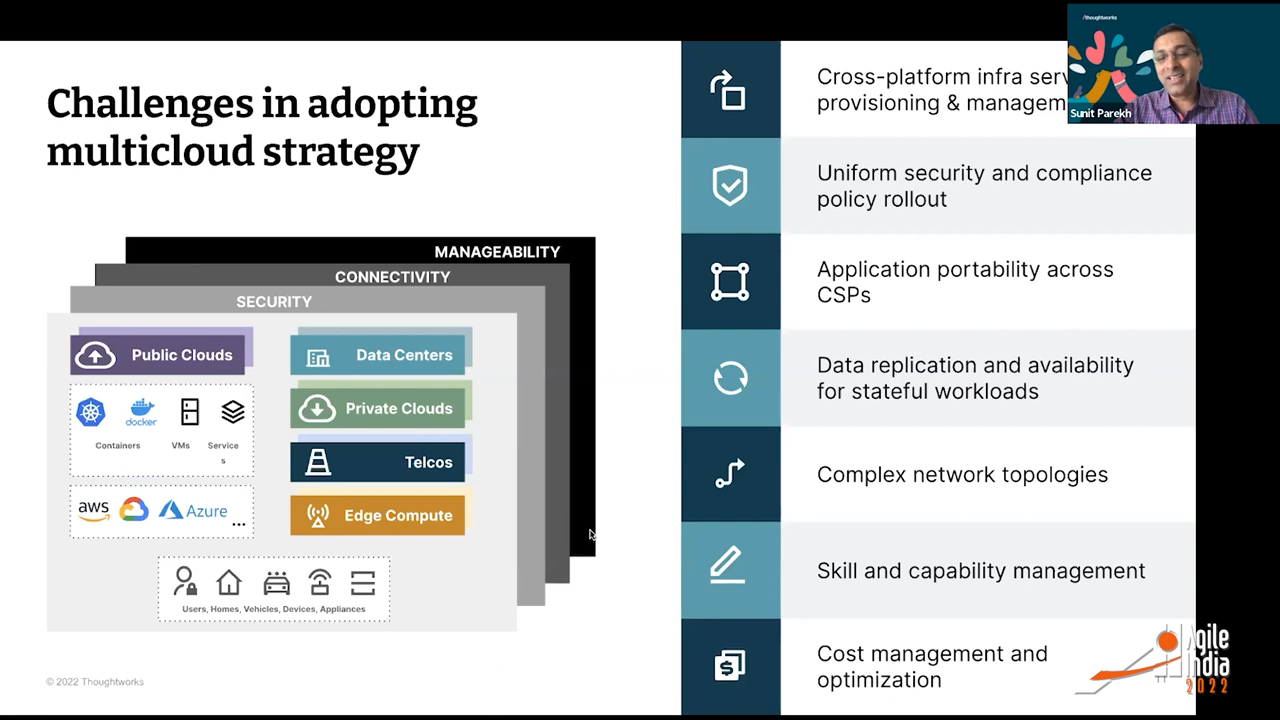 /thoughtworks
Sunit Parekh
Challenges in adopting
multicloud strategy
MANAGEABILITY
CONNECTIVITY
SECURITY
Public Clouds
docker
Containers
VMs
Service
s
aws
Azure
...
Data Centers
Private Clouds
Telcos
Edge Compute
Users, Homes, Vehicles, Devices, Appliances
© 2022 Thoughtworks
Cross-platform infra
provisioning &
Uniform security and compliance
policy rollout
Application portability across
CSPs
Data replication and availability
for stateful workloads
Complex network topologies
Skill and capability management
$
Cost management and
optimization
Agile
India
2022